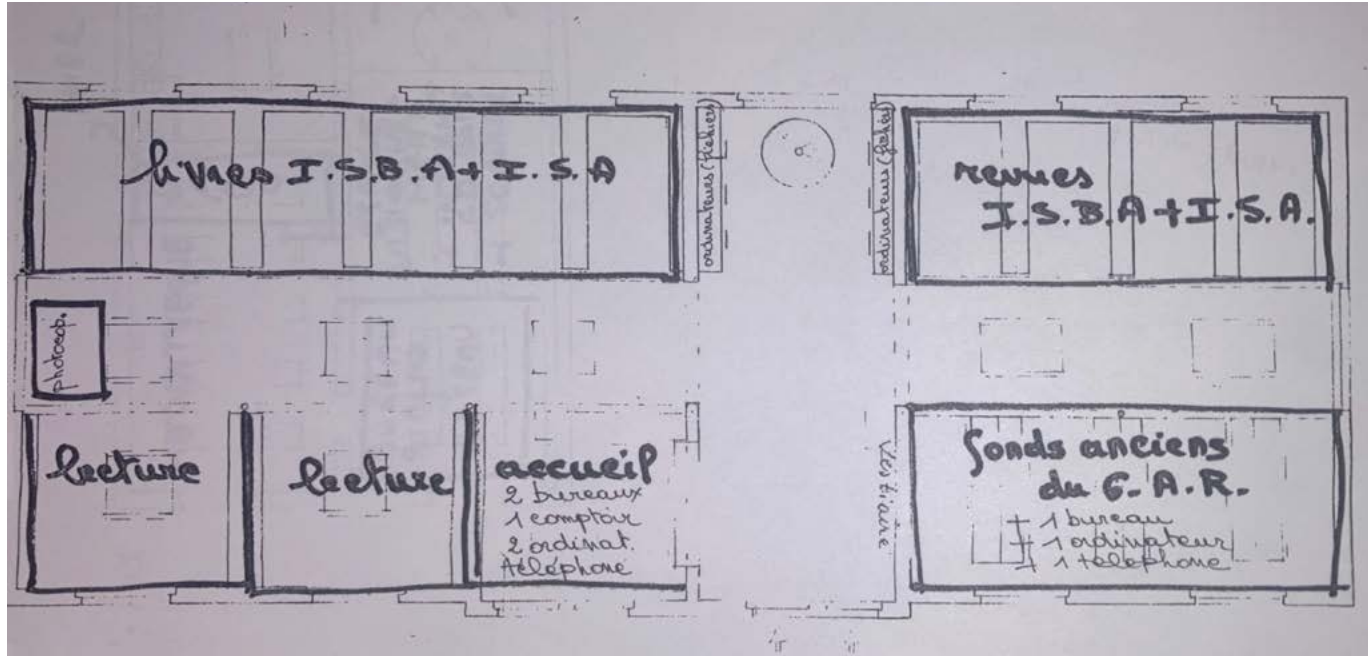 livres I.S.B.A + I.S.A
ordinateurs (fichiers)
ordinateurs (fichiers)
revues
I.S.B.A + I.S.A.
photocop.
lecture
lecture
accueil
2 bureaux
1 comptoir
2 ordinat.
téléphone
Vestiaire
fonds anciens
du C.A.R.
+ 1 bureau
+ 1 ordinateur
+ 1 téléphone